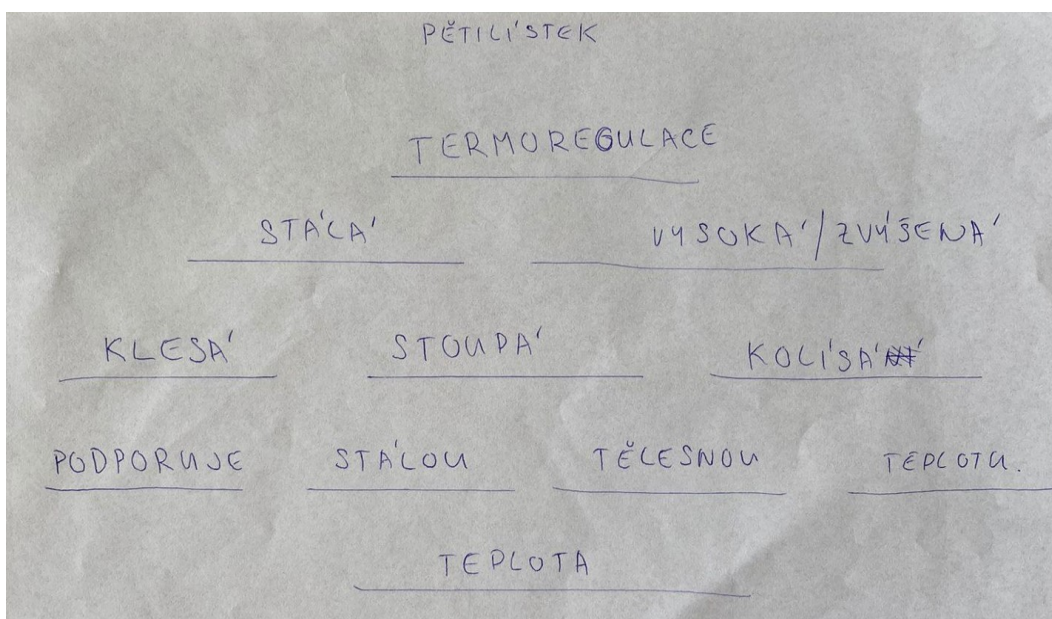 PĚTILÍSTEK
TERMOREGULACE
STÁLÁ VYSOKÁ/ZVÝŠENÁ
KLESÁ STOUPÁ KOLÍSÁ
PODPORUJE STÁLOU TĚLESNOU TEPLOTU.
TEPLOTA